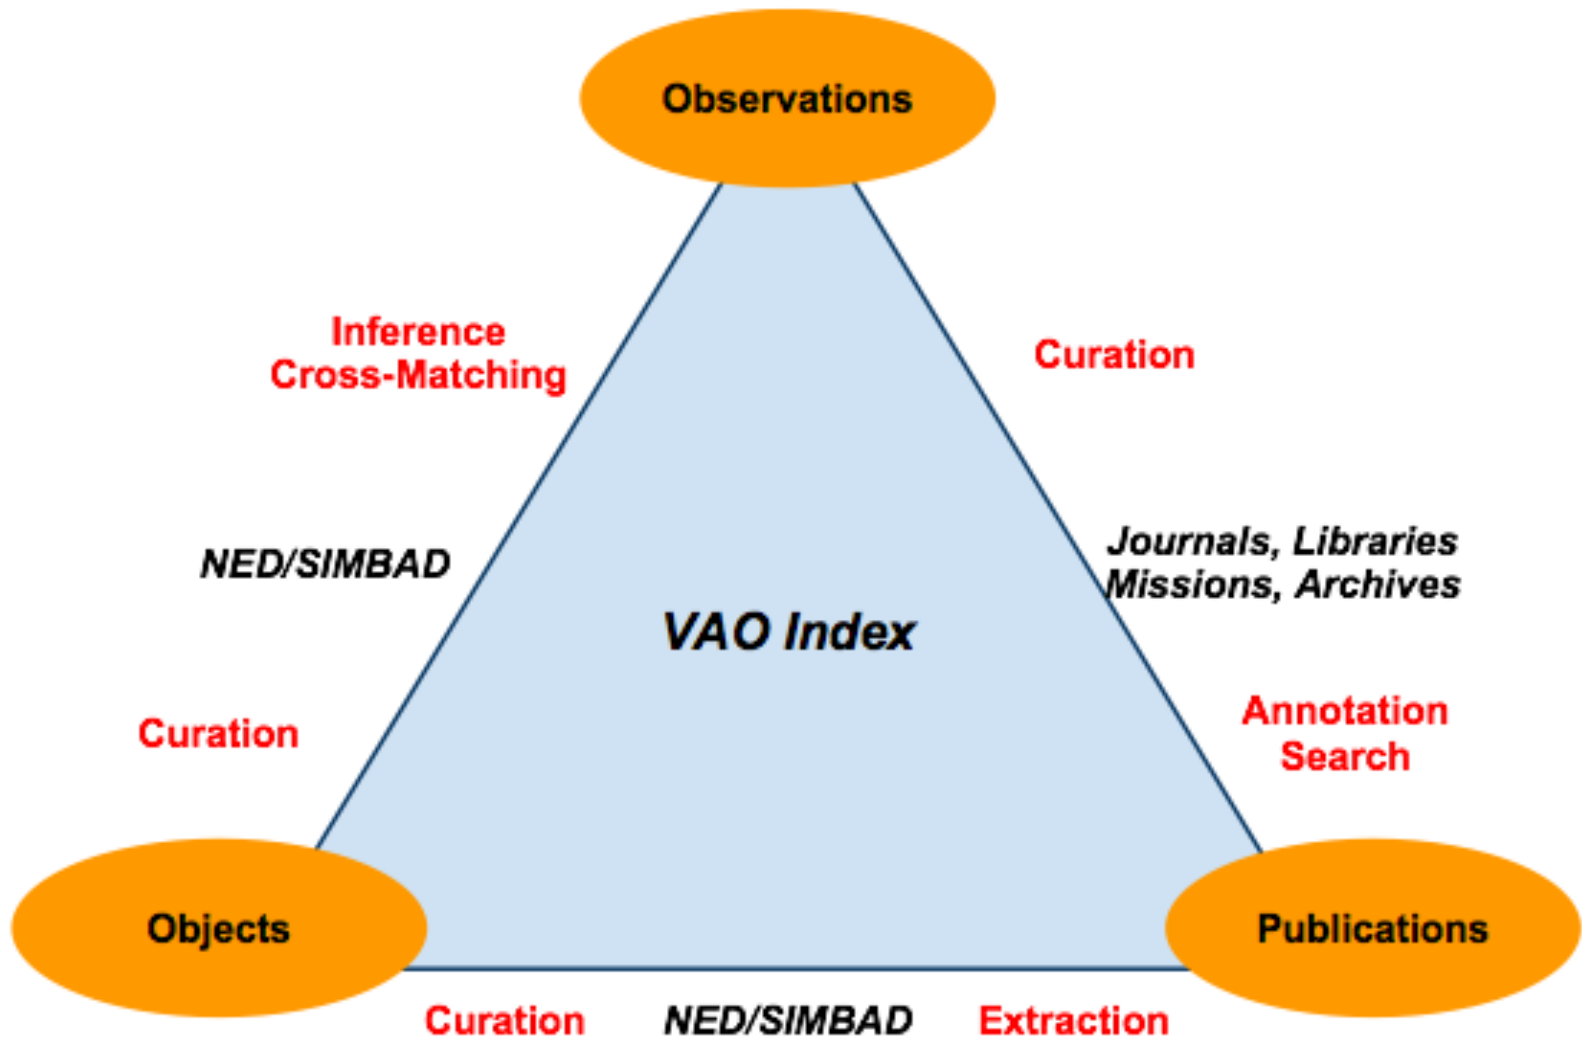 Observations
Inference
Cross-Matching
Curation
NED/SIMBAD
Journals, Libraries
Missions, Archives
VAO Index
Curation
Annotation
Search
Objects
Publications
Curation NED/SIMBAD Extraction